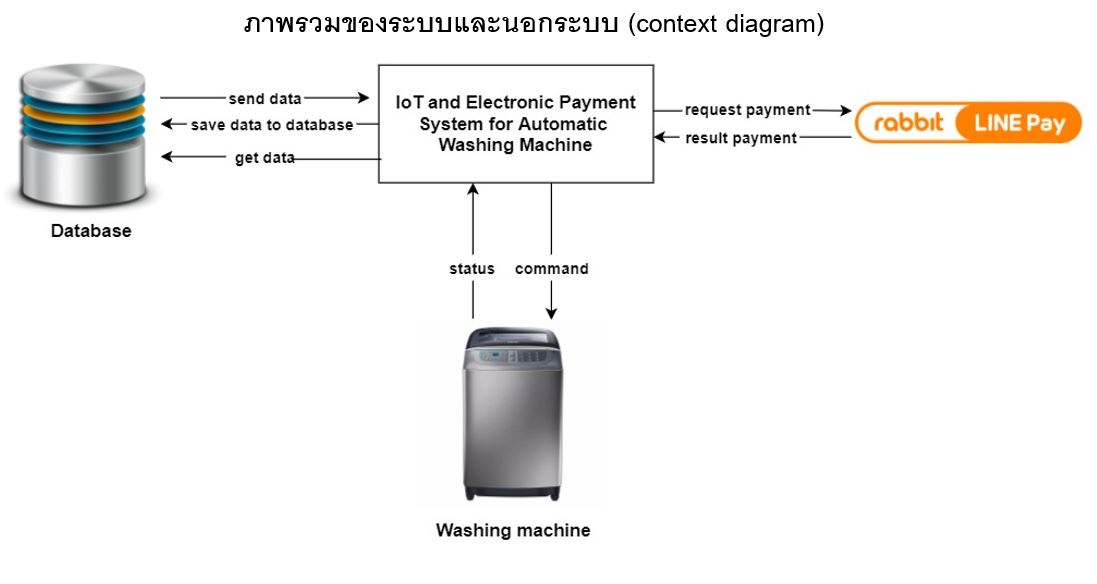 ภาพรวมของระบบและนอกระบบ (context diagram)
send data
save data to database
get data
Database
IoT and Electronic Payment
System for Automatic
Washing Machine
request payment
result payment
rabbit LINE Pay
status
command
Washing machine